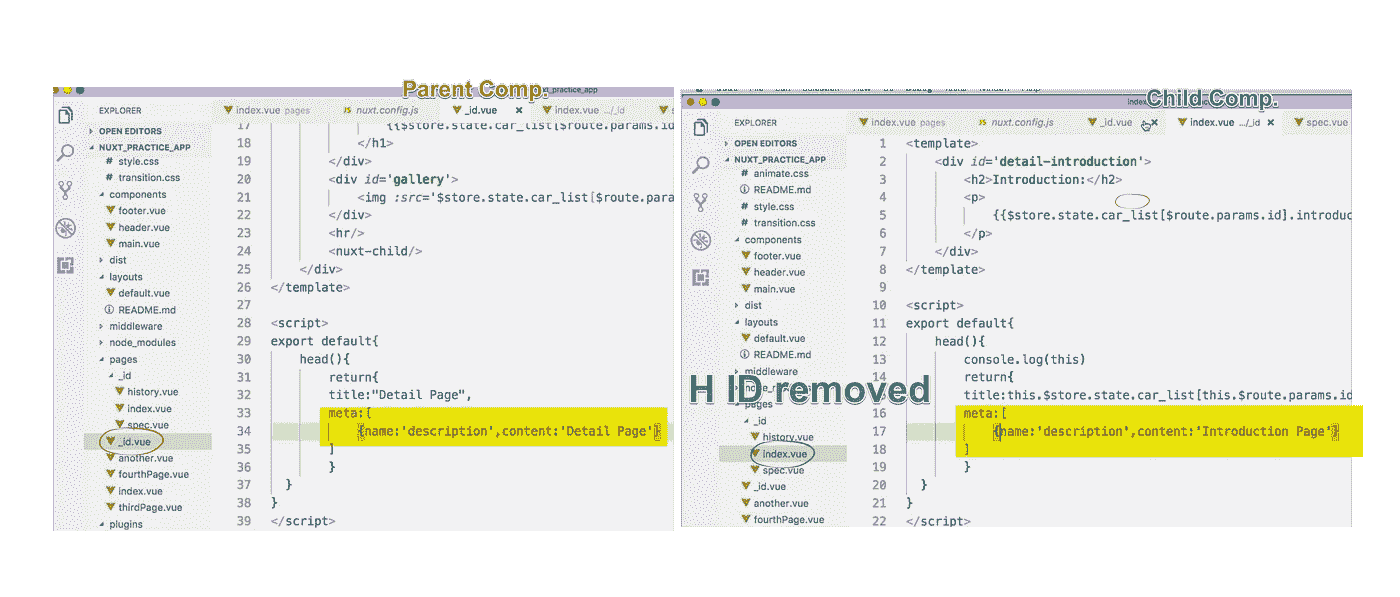 Parent Comp.
nuxt_practice_app
EXPLORER
index.vue pages
nuxt.config.js
_id.vue
index.vue .../_id
OPEN EDITORS
NUXT_PRACTICE_APP
style.css
transition.css
components
footer.vue
header.vue
main.vue
dist
layouts
default.vue
README.md
middleware
node_modules
pages
_id
history.vue
index.vue
spec.vue
_id.vue
another.vue
fourthPage.vue
index.vue
thirdPage.vue
plugins
17 {{$store.state.car_list[$route.params.id
18 </h1>
19 </div>
20 <div id='gallery'>
21 <img :src='$store.state.car_list[$route.para
22 </div>
23 <hr/>
24 <nuxt-child/>
25 </div>
26 </template>
27
28 <script>
29 export default{
30 head(){
31 return{
32 title:"Detail Page",
33 meta:[
34 {name:'description',content:'Detail Page'}
35 ]
36 }
37 }
38 }
39 </script>
Child Comp.
EXPLORER
index.vue pages
nuxt.config.js
_id.vue
index.vue .../_id
spec.vue
OPEN EDITORS
NUXT_PRACTICE_APP
animate.css
README.md
style.css
transition.css
components
footer.vue
header.vue
main.vue
dist
layouts
default.vue
README.md
middleware
H ID removed
pages
_id
history.vue
index.vue
spec.vue
_id.vue
another.vue
fourthPage.vue
1 <template>
2 <div id='detail-introduction'>
3 <h2>Introduction:</h2>
4 <p>
5 {{$store.state.car_list[$route.params.id].introduc
6 </p>
7 </div>
8 </template>
9
10 <script>
11 export default{
12 head(){
13 console.log(this)
14 return{
15 title:this.$store.state.car_list[this.$route.params.id
16 meta:[
17 {name:'description',content:'Introduction Page'}
18 ]
19 }
20 }
21 }
22 </script>